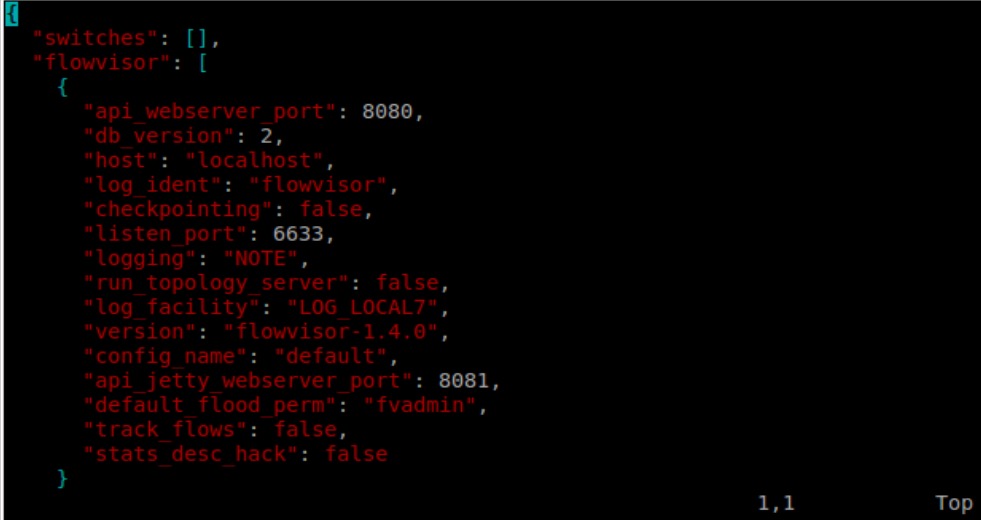 {
  "switches": [],
  "flowvisor": [
    {
      "api_webserver_port": 8080,
      "db_version": 2,
      "host": "localhost",
      "log_ident": "flowvisor",
      "checkpointing": false,
      "listen_port": 6633,
      "logging": "NOTE",
      "run_topology_server": false,
      "log_facility": "LOG_LOCAL7",
      "version": "flowvisor-1.4.0",
      "config_name": "default",
      "api_jetty_webserver_port": 8081,
      "default_flood_perm": "fvadmin",
      "track_flows": false,
      "stats_desc_hack": false
    }
1,1 Top